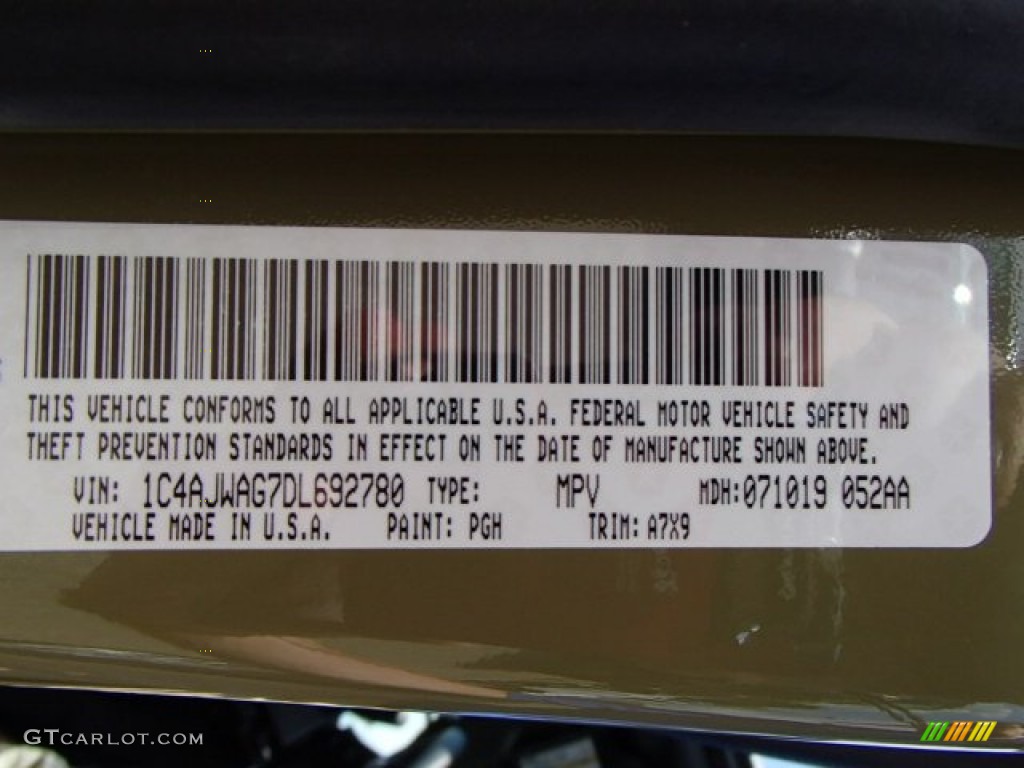 THIS VEHICLE CONFORMS TO ALL APPLICABLE U.S.A. FEDERAL MOTOR VEHICLE SAFETY AND
THEFT PREVENTION STANDARDS IN EFFECT ON THE DATE OF MANUFACTURE SHOWN ABOVE.
VIN: 1C4AJWAG7DL692780 TYPE: MPV MDH:071019 052AA
VEHICLE MADE IN U.S.A. PAINT: PGH TRIM: A7X9
GTCARLOT.COM